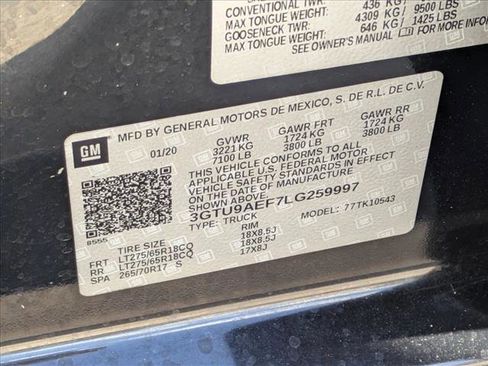 CONVENTIONAL TWR: 436 KG / 9500 LBS
MAX TONGUE WEIGHT: 4309 KG /
GOOSENECK TWR: 646 KG / 1425 LBS
MAX TONGUE WEIGHT:
SEE OWNER'S MANUAL FOR MORE INFOR
GM
MFD BY GENERAL MOTORS DE MEXICO, S. DE R.L. DE C.V.
01/20 GVWR GAWR FRT GAWR RR
3221 KG 1724 KG 1724 KG
7100 LB 3800 LB 3800 LB
THIS VEHICLE CONFORMS TO ALL
APPLICABLE U.S. FEDERAL MOTOR
VEHICLE SAFETY STANDARDS IN
EFFECT ON THE DATE OF
MANUFACTURE SHOWN ABOVE.
3GTU9AEF7LG259997
TYPE: TRUCK MODEL: 77TK10543
8555
TIRE SIZE RIM
FRT LT275/65R18CQ 18X8.5J
RR LT275/65R18CQ 18X8.5J
265/70R17 S 17X8J